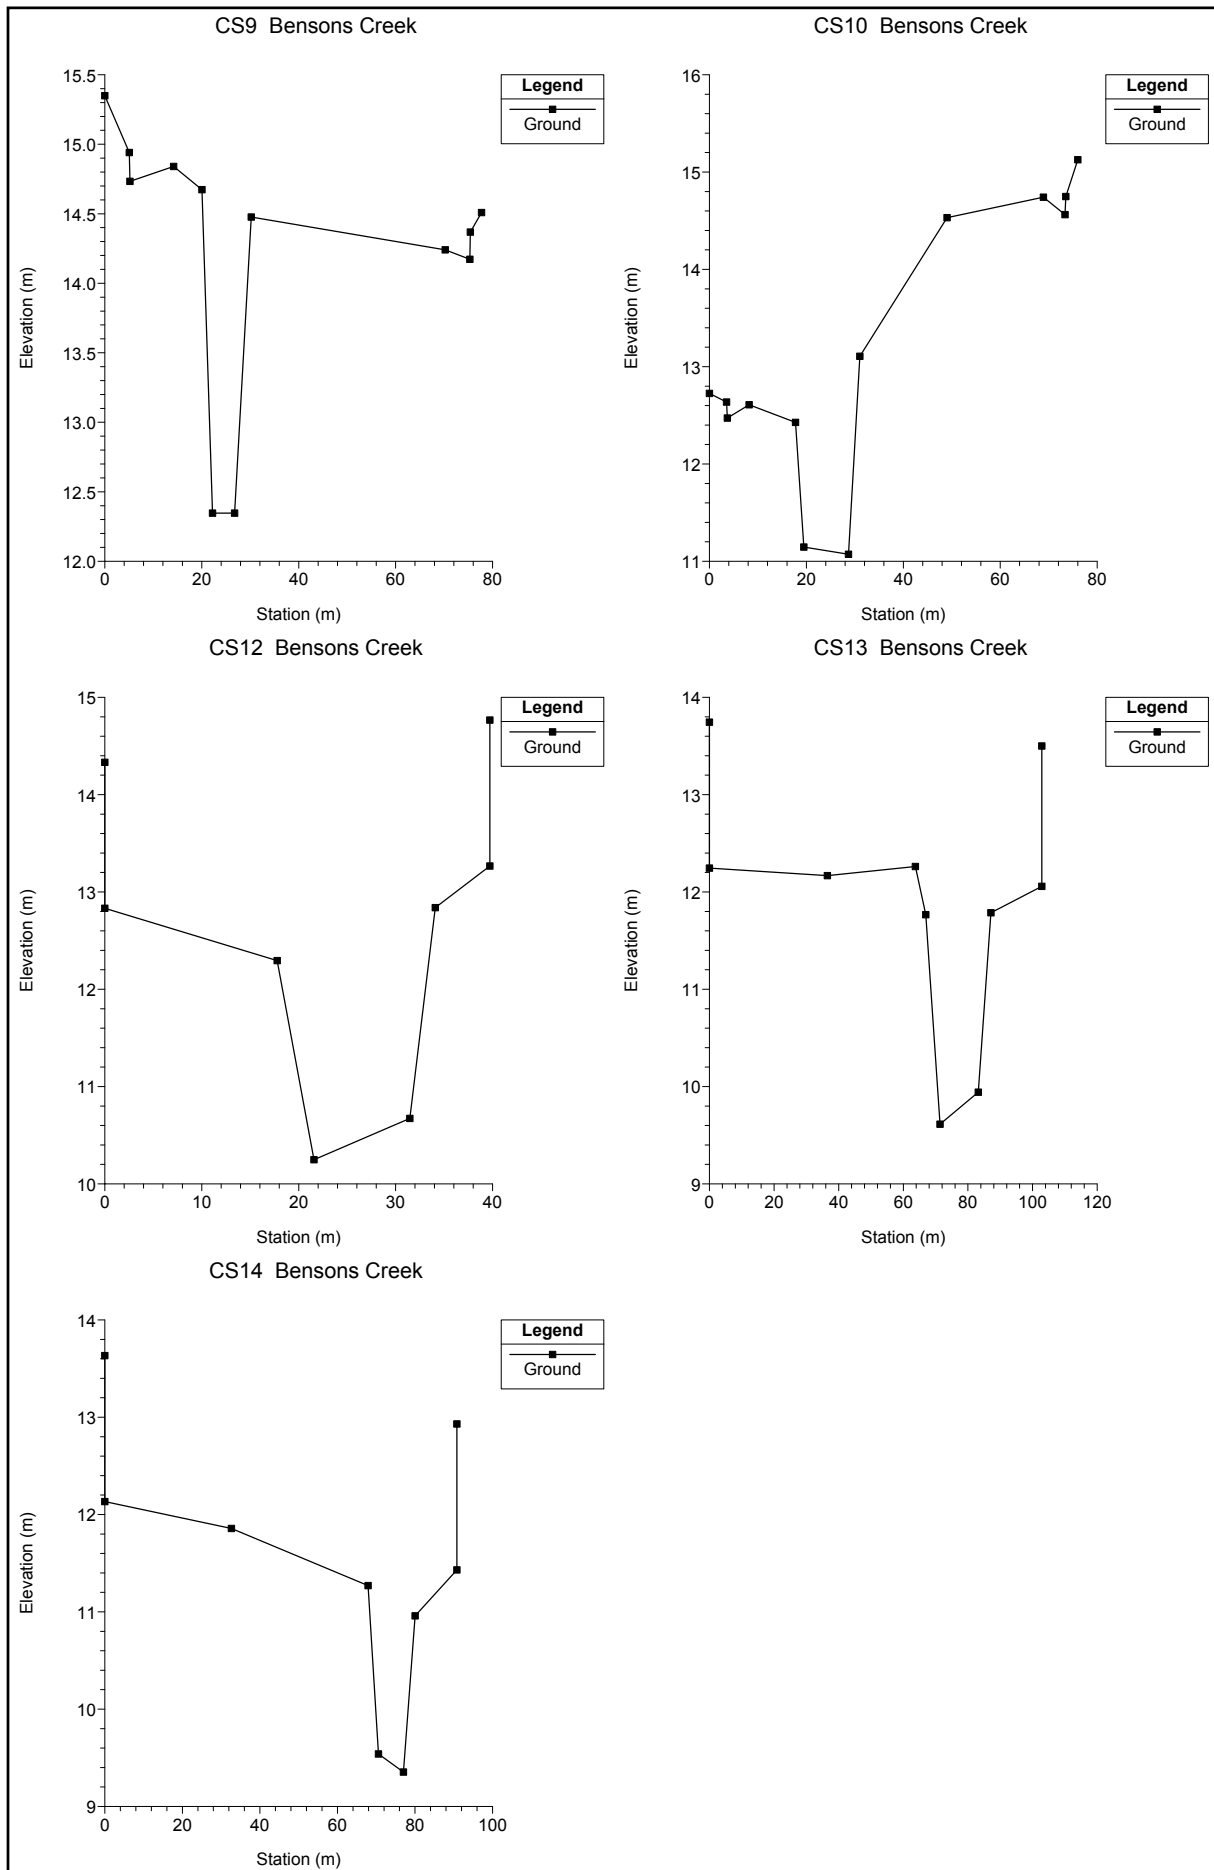 CS9 Bensons Creek
Legend
Ground
15.5
15.0
14.5
14.0
13.5
13.0
12.5
12.0
Elevation (m)
0 20 40 60 80
Station (m)
CS10 Bensons Creek
Legend
Ground
16
15
14
13
12
11
Elevation (m)
0 20 40 60 80
Station (m)
CS12 Bensons Creek
Legend
Ground
15
14
13
12
11
10
Elevation (m)
0 10 20 30 40
Station (m)
CS13 Bensons Creek
Legend
Ground
14
13
12
11
10
9
Elevation (m)
0 20 40 60 80 100 120
Station (m)
CS14 Bensons Creek
Legend
Ground
14
13
12
11
10
9
Elevation (m)
0 20 40 60 80 100
Station (m)